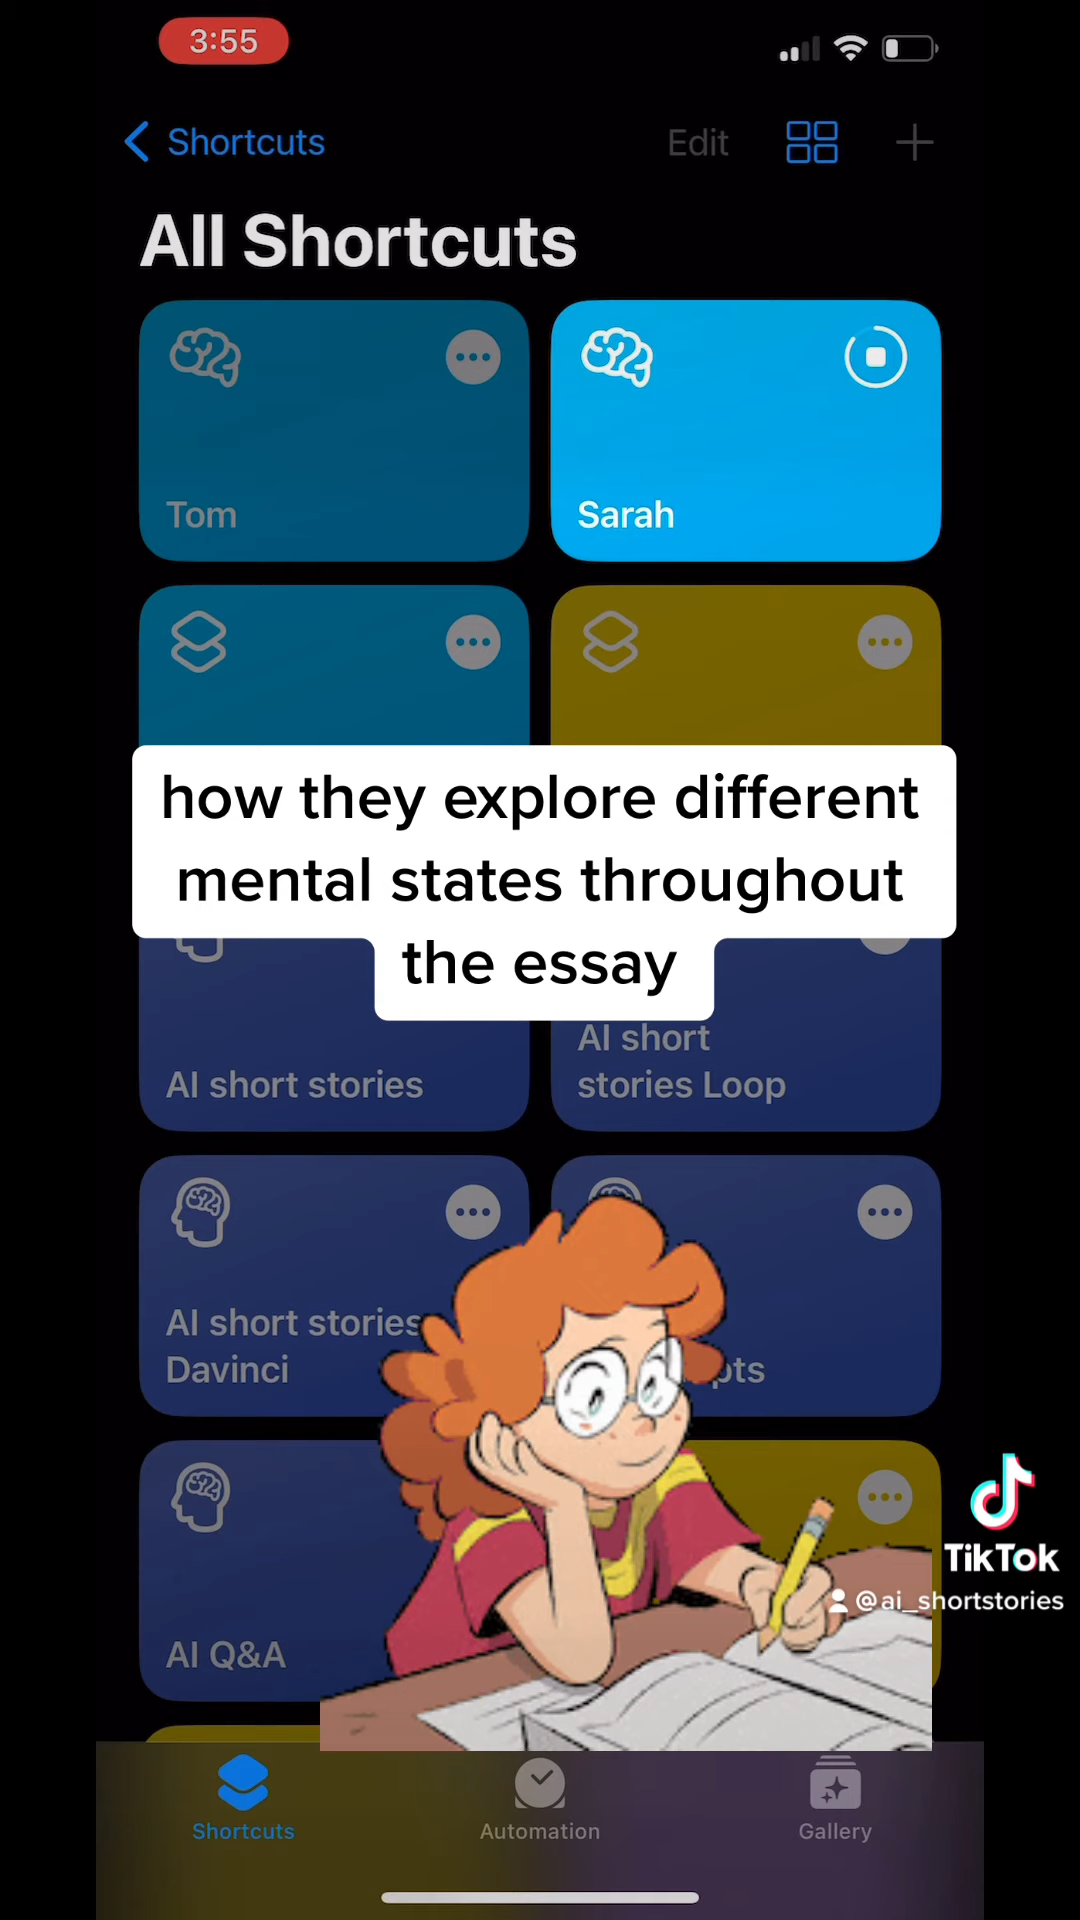 3:55
Shortcuts
Edit
All Shortcuts
Tom
Sarah
how they explore different
mental states throughout
the essay
AI short stories
AI short
stories Loop
AI short stories
Davinci
pts
AI Q&A
TikTok
@ai_shortstories
Shortcuts
Automation
Gallery